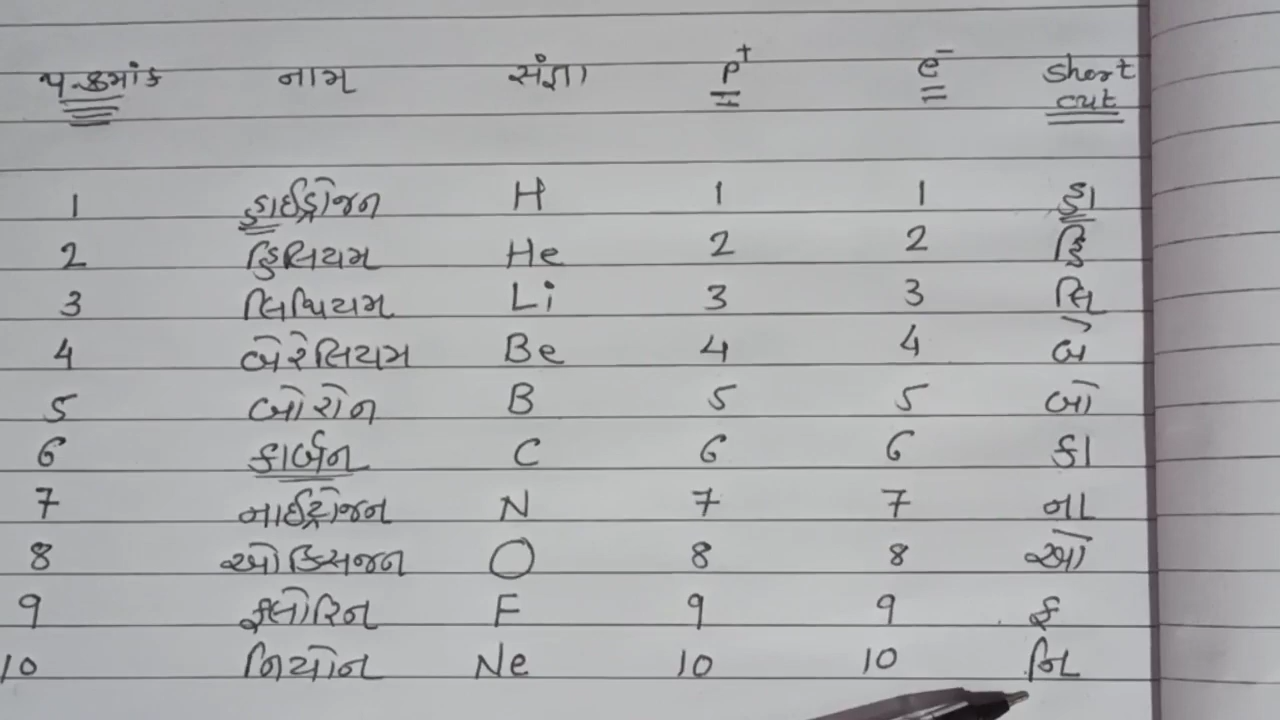 પ.ક્રમાંક નામ સંજ્ઞા p+ e- Short cut
1 હાઈડ્રોજન H 1 1 હા
2 હિલિયમ He 2 2 હિ
3 લિથિયમ Li 3 3 લિ
4 બેરેલિયમ Be 4 4 બે
5 બોરોન B 5 5 બો
6 કાર્બન C 6 6 કા
7 નાઈટ્રોજન N 7 7 ના
8 ઓક્સિજન O 8 8 ઓ
9 ફ્લોરિન F 9 9 ફ
10 નિયોન Ne 10 10 નિ